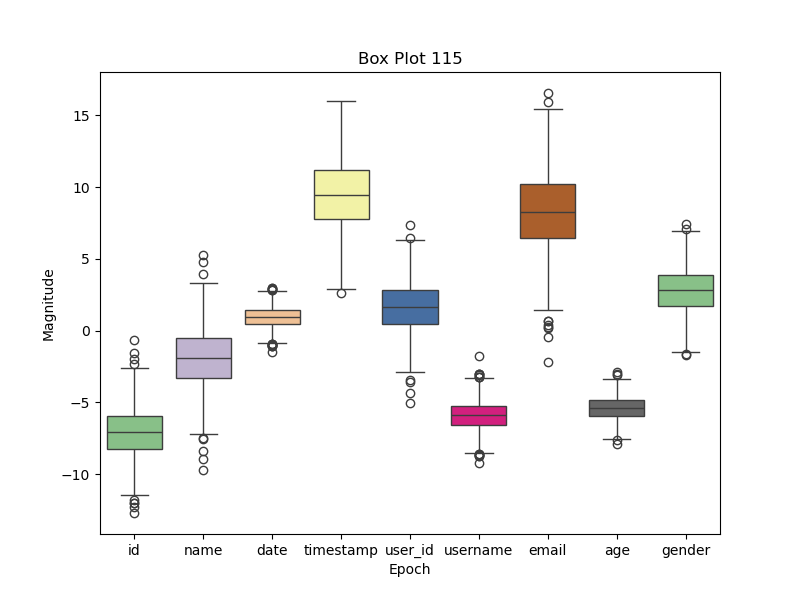 Box Plot 115
Magnitude
15
10
5
0
−5
−10
id name date timestamp user_id username email age gender
Epoch